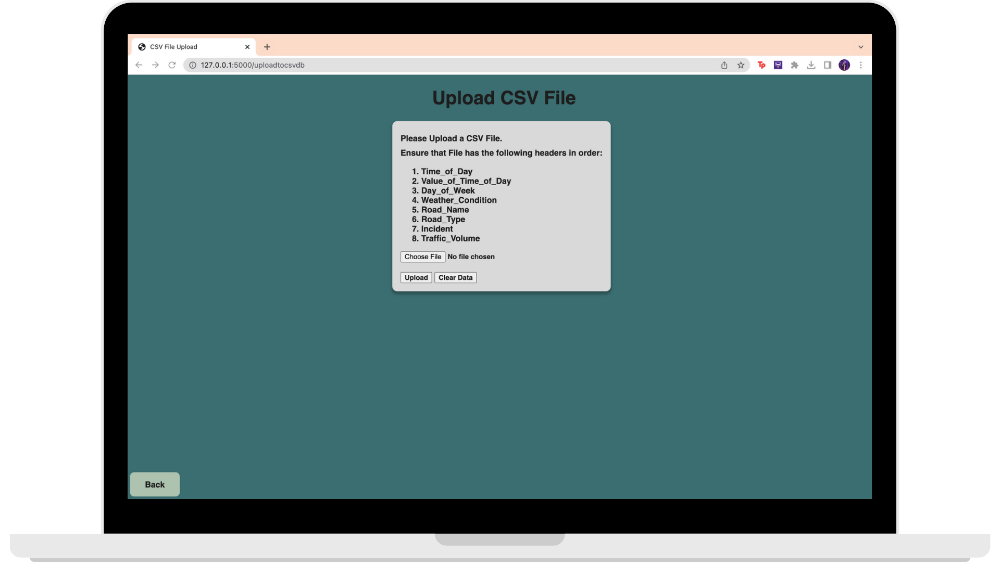 CSV File Upload
127.0.0.1:5000/uploadtocsvdb
Tp
Upload CSV File
Please Upload a CSV File.
Ensure that File has the following headers in order:
1. Time_of_Day
2. Value_of_Time_of_Day
3. Day_of_Week
4. Weather_Condition
5. Road_Name
6. Road_Type
7. Incident
8. Traffic_Volume
Choose File No file chosen
Upload Clear Data
Back